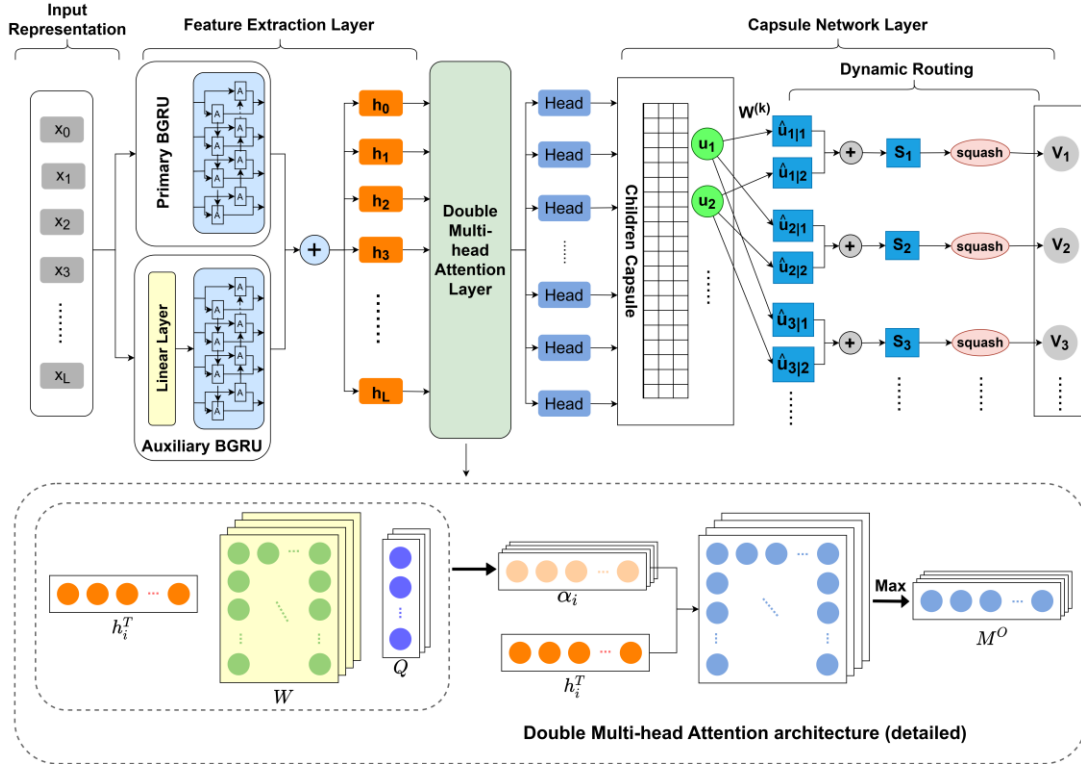 Input
Representation
Feature Extraction Layer
Capsule Network Layer
Dynamic Routing
x0
x1
x2
x3
xL
Primary BGRU
A
A
A
A
A
A
A
A
Linear Layer
A
A
A
A
A
A
A
A
Auxiliary BGRU
+
h0
h1
h2
h3
hL
Double
Multi-
head
Attention
Layer
Head
Head
Head
Head
Head
Head
Children Capsule
u1
u2
W(k)
û1|1
û1|2
û2|1
û2|2
û3|1
û3|2
+
+
+
S1
S2
S3
squash
squash
squash
V1
V2
V3
h_i^T
W
Q
α_i
h_i^T
Max
M^O
Double Multi-head Attention architecture (detailed)